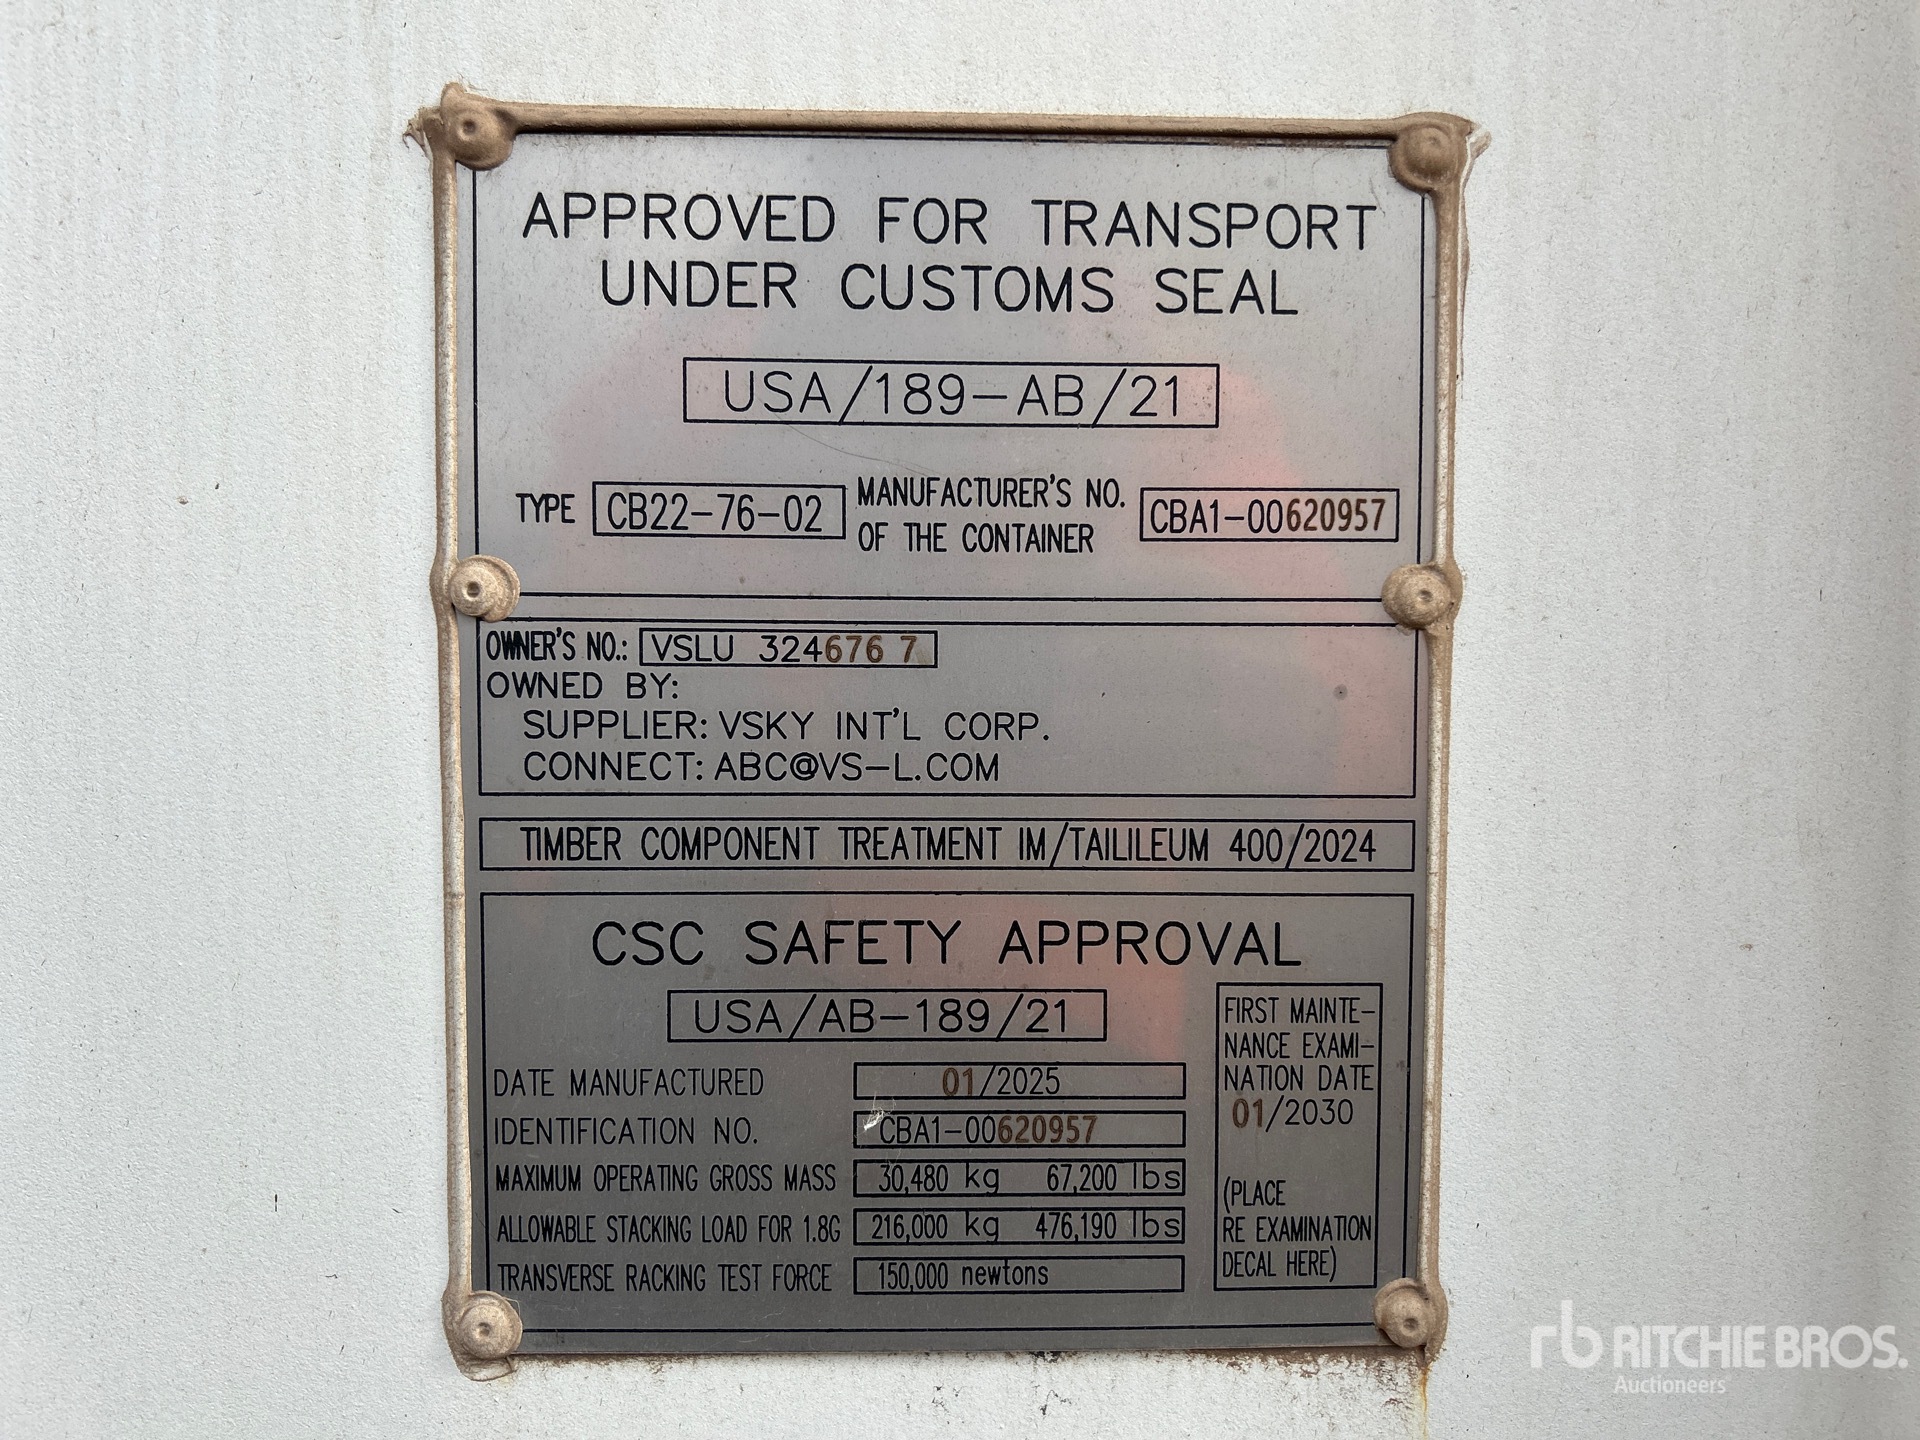 APPROVED FOR TRANSPORT
UNDER CUSTOMS SEAL
USA/189-AB/21
TYPE CB22-76-02 MANUFACTURER'S NO. OF THE CONTAINER CBA1-00620957
OWNER'S NO.: VSLU 324676 7
OWNED BY:
SUPPLIER: VSKY INT'L CORP.
CONNECT: ABC@VS-L.COM
TIMBER COMPONENT TREATMENT IM/TAILILEUM 400/2024
CSC SAFETY APPROVAL
USA/AB-189/21
DATE MANUFACTURED 01/2025
IDENTIFICATION NO. CBA1-00620957
MAXIMUM OPERATING GROSS MASS 30,480 kg 67,200 lbs
ALLOWABLE STACKING LOAD FOR 1.8G 216,000 kg 476,190 lbs
TRANSVERSE RACKING TEST FORCE 150,000 newtons
FIRST MAINTE-
NANCE EXAMI-
NATION DATE
01/2030
(PLACE
RE EXAMINATION
DECAL HERE)
rb RITCHIE BROS.
Auctioneers